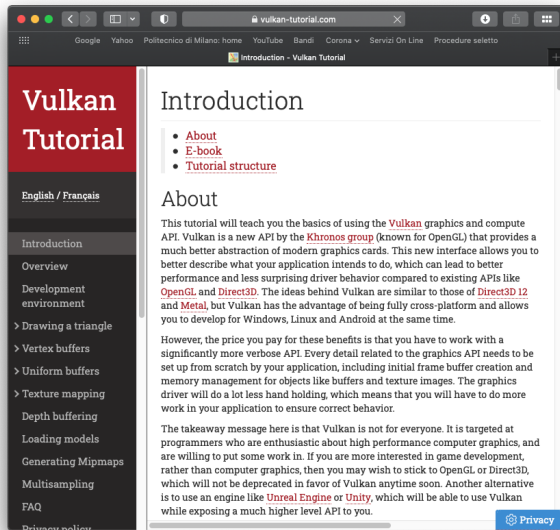 vulkan-tutorial.com
Google Yahoo Politecnico di Milano: home YouTube Bandi Corona Servizi On Line Procedure seletto
Introduction - Vulkan Tutorial
Vulkan
Tutorial
English / Français
Introduction
Overview
Development
environment
Drawing a triangle
Vertex buffers
Uniform buffers
Texture mapping
Depth buffering
Loading models
Generating Mipmaps
Multisampling
FAQ
Privacy policy
Introduction
About
E-book
Tutorial structure
About
This tutorial will teach you the basics of using the Vulkan graphics and compute
API. Vulkan is a new API by the Khronos group (known for OpenGL) that provides a
much better abstraction of modern graphics cards. This new interface allows you to
better describe what your application intends to do, which can lead to better
performance and less surprising driver behavior compared to existing APIs like
OpenGL and Direct3D. The ideas behind Vulkan are similar to those of Direct3D 12
and Metal, but Vulkan has the advantage of being fully cross-platform and allows
you to develop for Windows, Linux and Android at the same time.
However, the price you pay for these benefits is that you have to work with a
significantly more verbose API. Every detail related to the graphics API needs to be
set up from scratch by your application, including initial frame buffer creation and
memory management for objects like buffers and texture images. The graphics
driver will do a lot less hand holding, which means that you will have to do more
work in your application to ensure correct behavior.
The takeaway message here is that Vulkan is not for everyone. It is targeted at
programmers who are enthusiastic about high performance computer graphics, and
are willing to put some work in. If you are more interested in game development,
rather than computer graphics, then you may wish to stick to OpenGL or Direct3D,
which will not be deprecated in favor of Vulkan anytime soon. Another alternative
is to use an engine like Unreal Engine or Unity, which will be able to use Vulkan
while exposing a much higher level API to you.
Privacy